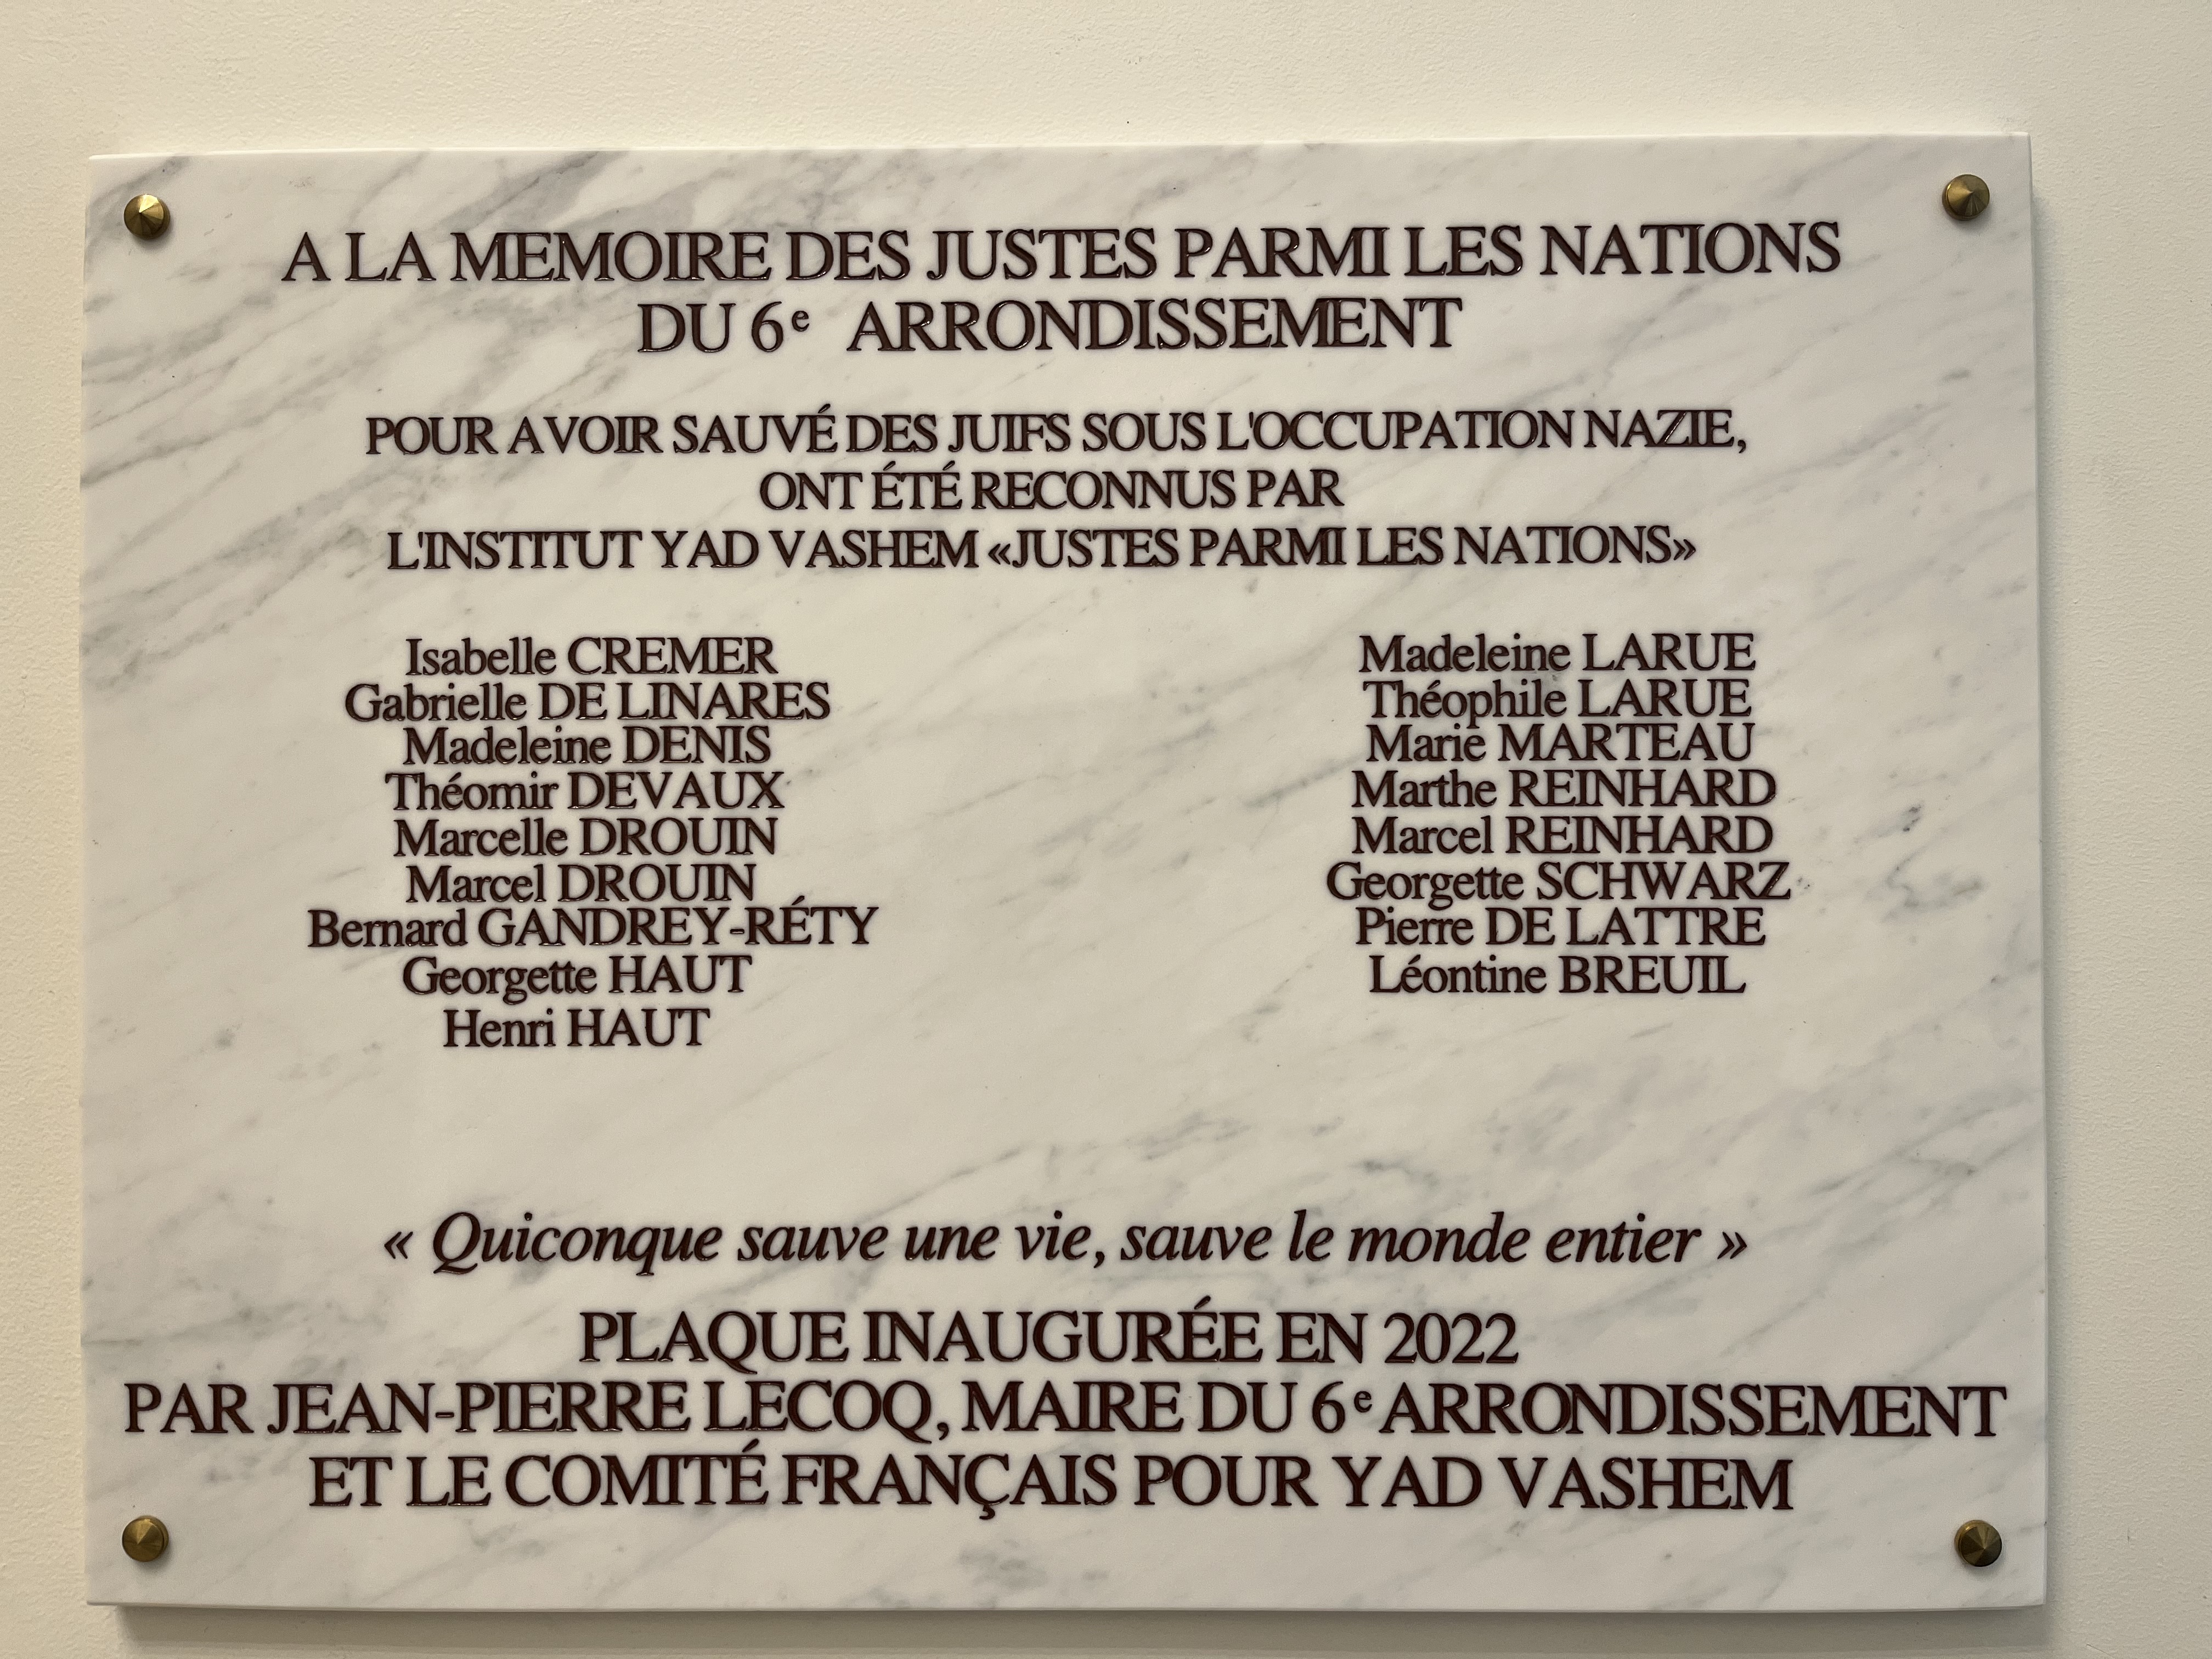 A LA MEMOIRE DES JUSTES PARMI LES NATIONS
DU 6e ARRONDISSEMENT
POUR AVOIR SAUVÉ DES JUIFS SOUS L'OCCUPATION NAZIE,
ONT ÉTÉ RECONNUS PAR
L'INSTITUT YAD VASHEM «JUSTES PARMI LES NATIONS»
Isabelle CREMER
Gabrielle DE LINARES
Madeleine DENIS
Théomir DEVAUX
Marcelle DROUIN
Marcel DROUIN
Bernard GANDREY-RÉTY
Georgette HAUT
Henri HAUT
Madeleine LARUE
Théophile LARUE
Marie MARTEAU
Marthe REINHARD
Marcel REINHARD
Georgette SCHWARZ
Pierre DE LATTRE
Léontine BREUIL
« Quiconque sauve une vie, sauve le monde entier »
PLAQUE INAUGURÉE EN 2022
PAR JEAN-PIERRE LECOQ, MAIRE DU 6e ARRONDISSEMENT
ET LE COMITÉ FRANÇAIS POUR YAD VASHEM